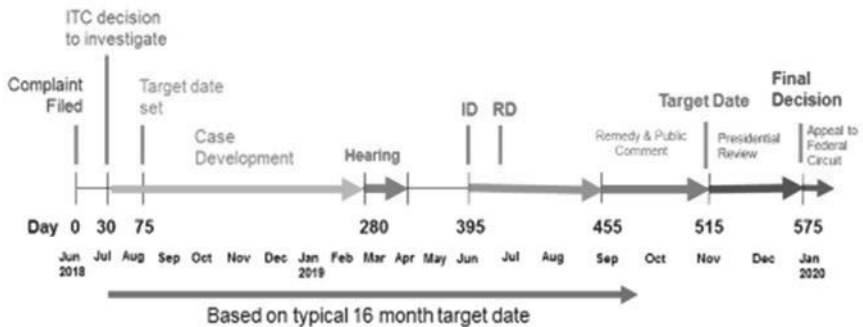 ITC decision
to investigate
Complaint
Filed
Target date
set
Case
Development
Hearing
ID RD
Remedy & Public
Comment
Target Date
Presidential
Review
Final
Decision
Appeal to
Federal
Circuit
Day 0 30 75 280 395 455 515 575
Jun Jul Aug Sep Oct Nov Dec Jan Feb Mar Apr May Jun Jul Aug Sep Oct Nov Dec Jan
2018 2019 2020
Based on typical 16 month target date